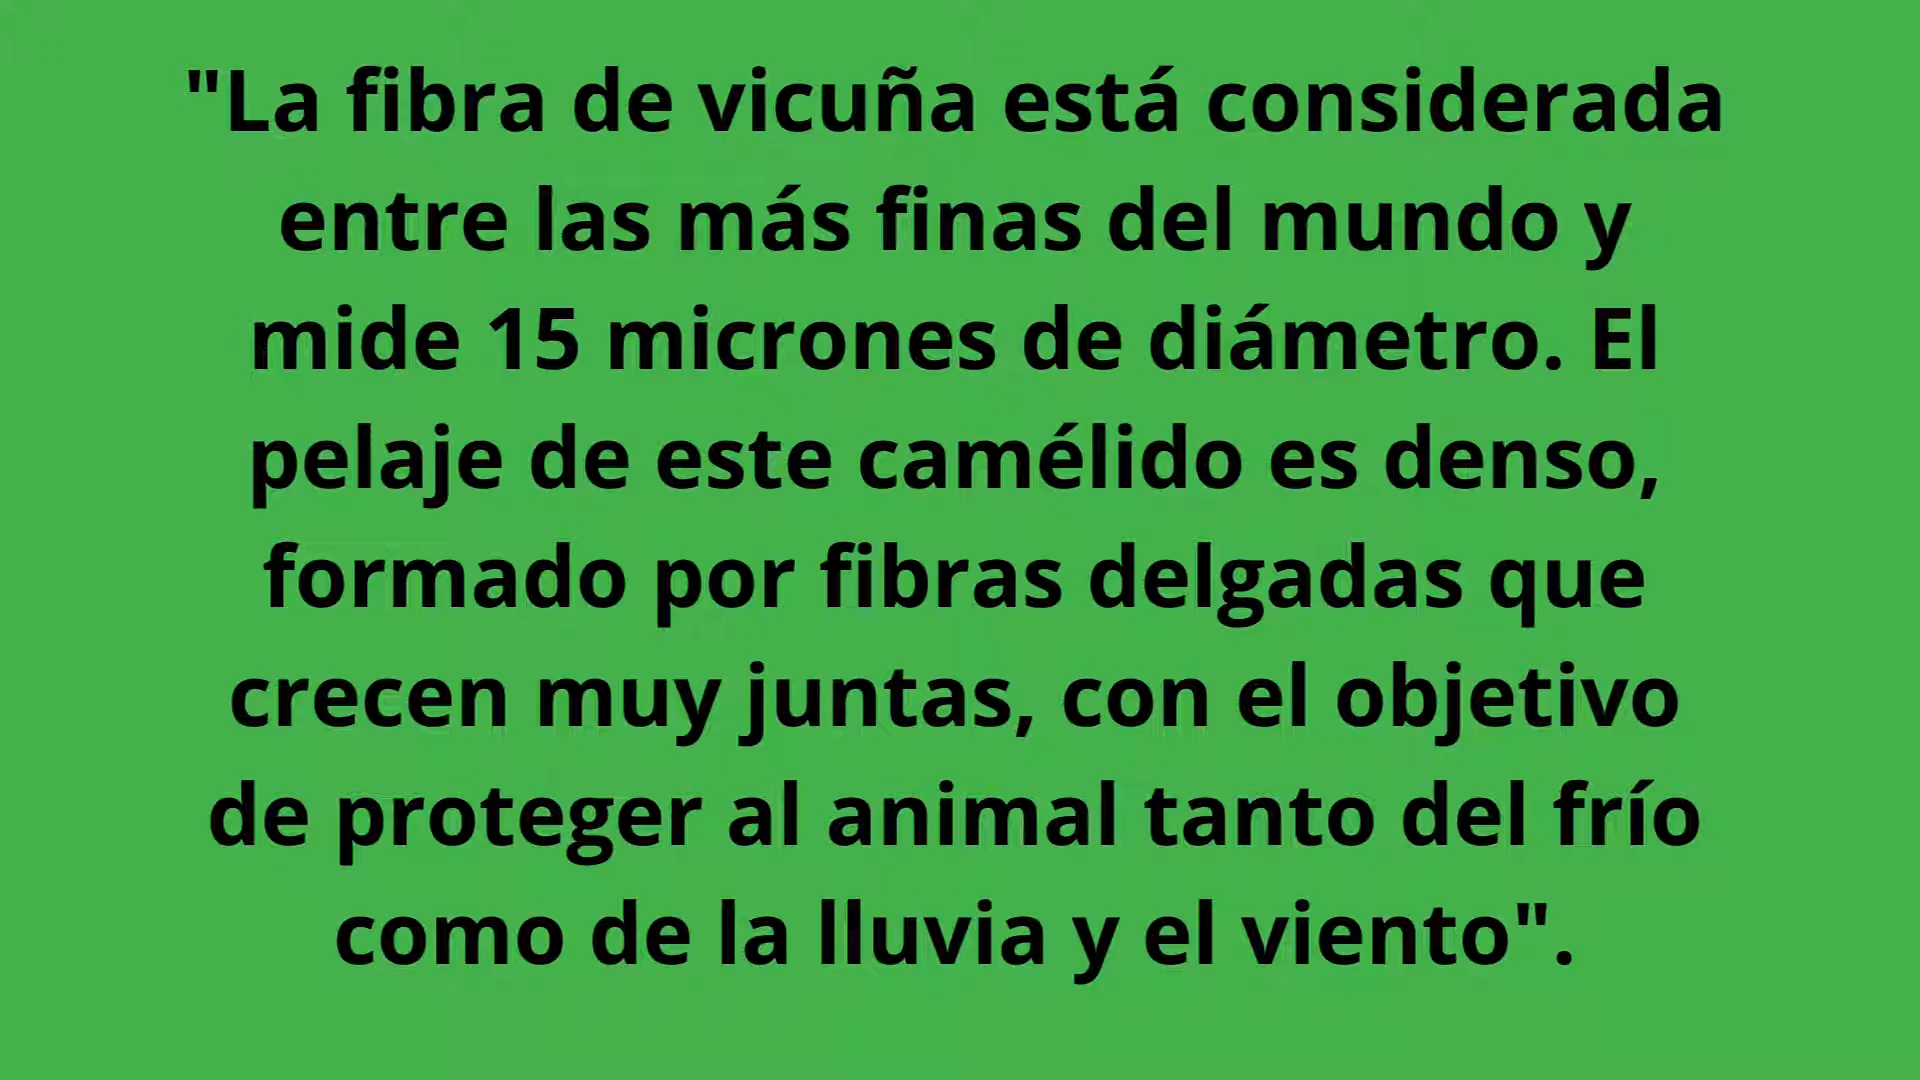 "La fibra de vicuña está considerada
entre las más finas del mundo y
mide 15 micrones de diámetro. El
pelaje de este camélido es denso,
formado por fibras delgadas que
crecen muy juntas, con el objetivo
de proteger al animal tanto del frío
como de la lluvia y el viento".